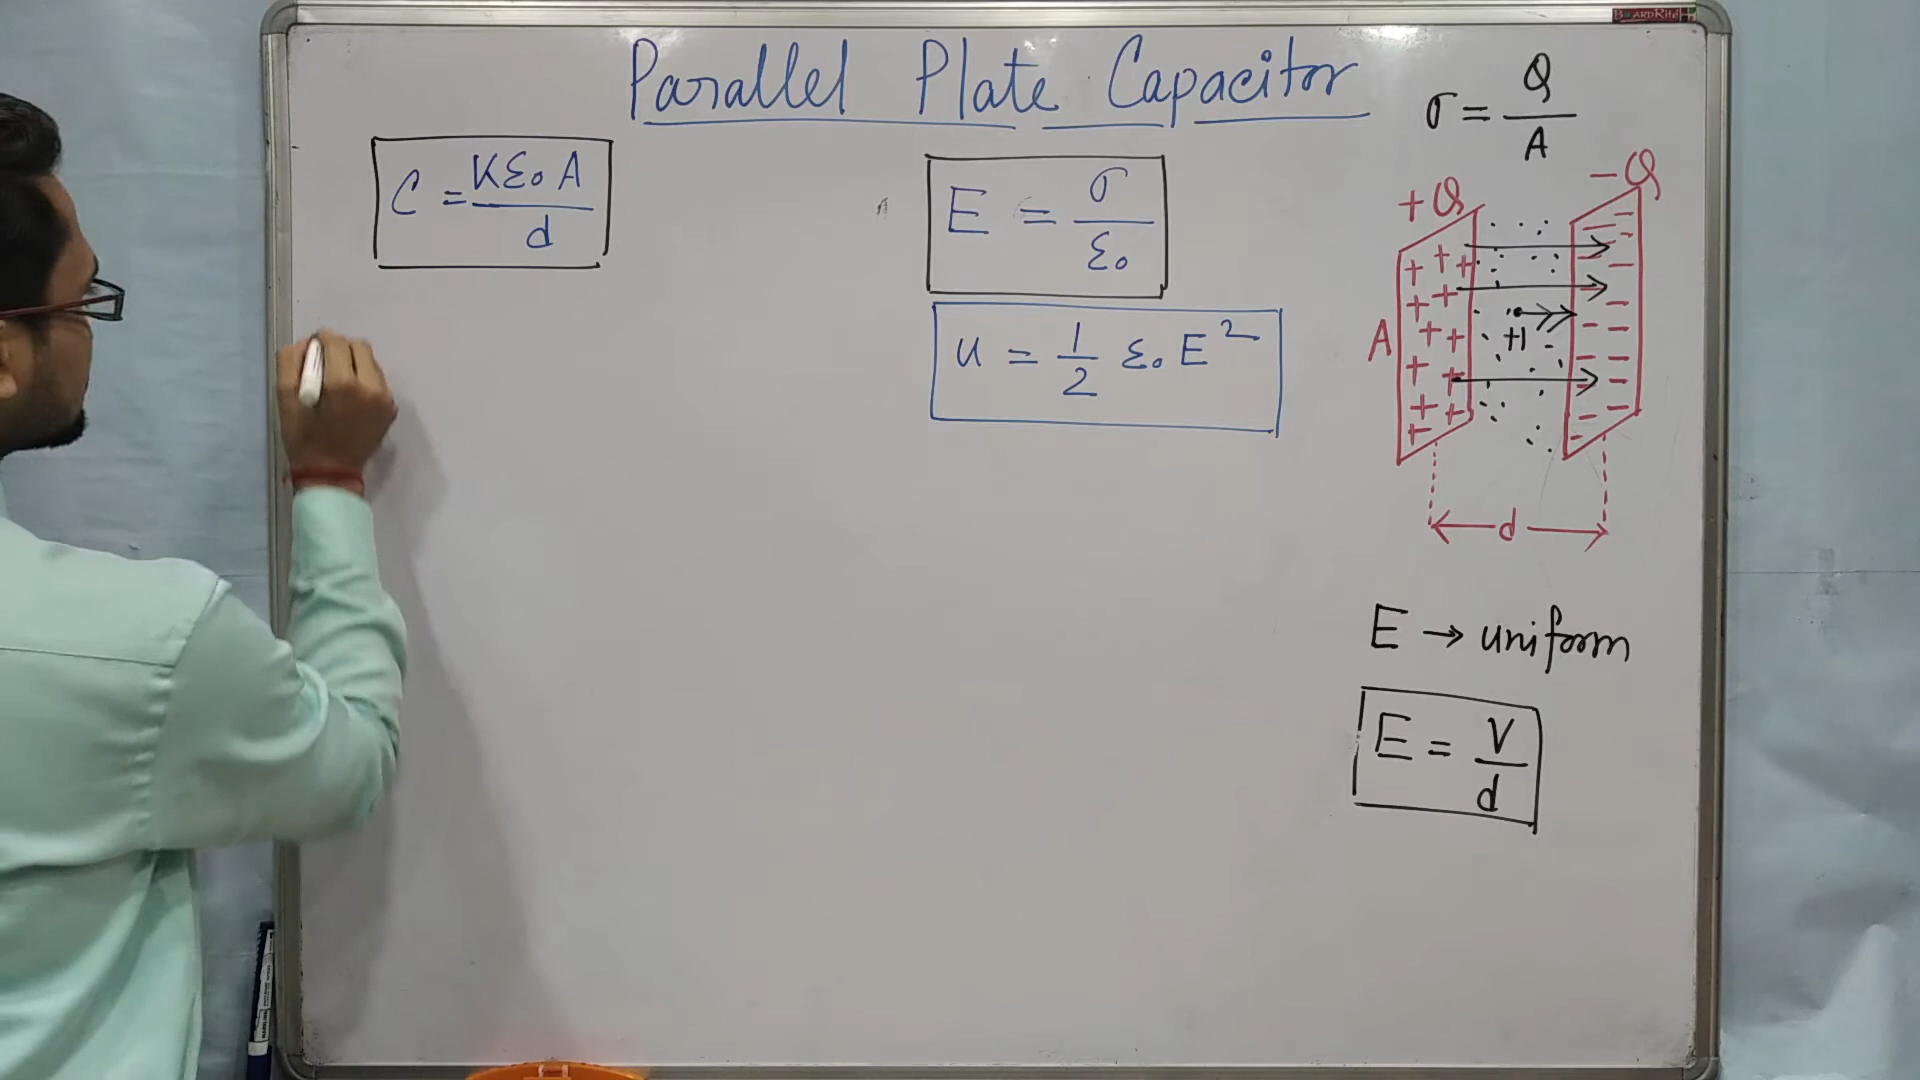 Parallel Plate Capacitor
σ = Q / A
C = Kε₀A / d
E = σ / ε₀
u = 1/2 ε₀E²
+Q
-Q
A
+1
d
E → uniform
E = V / d